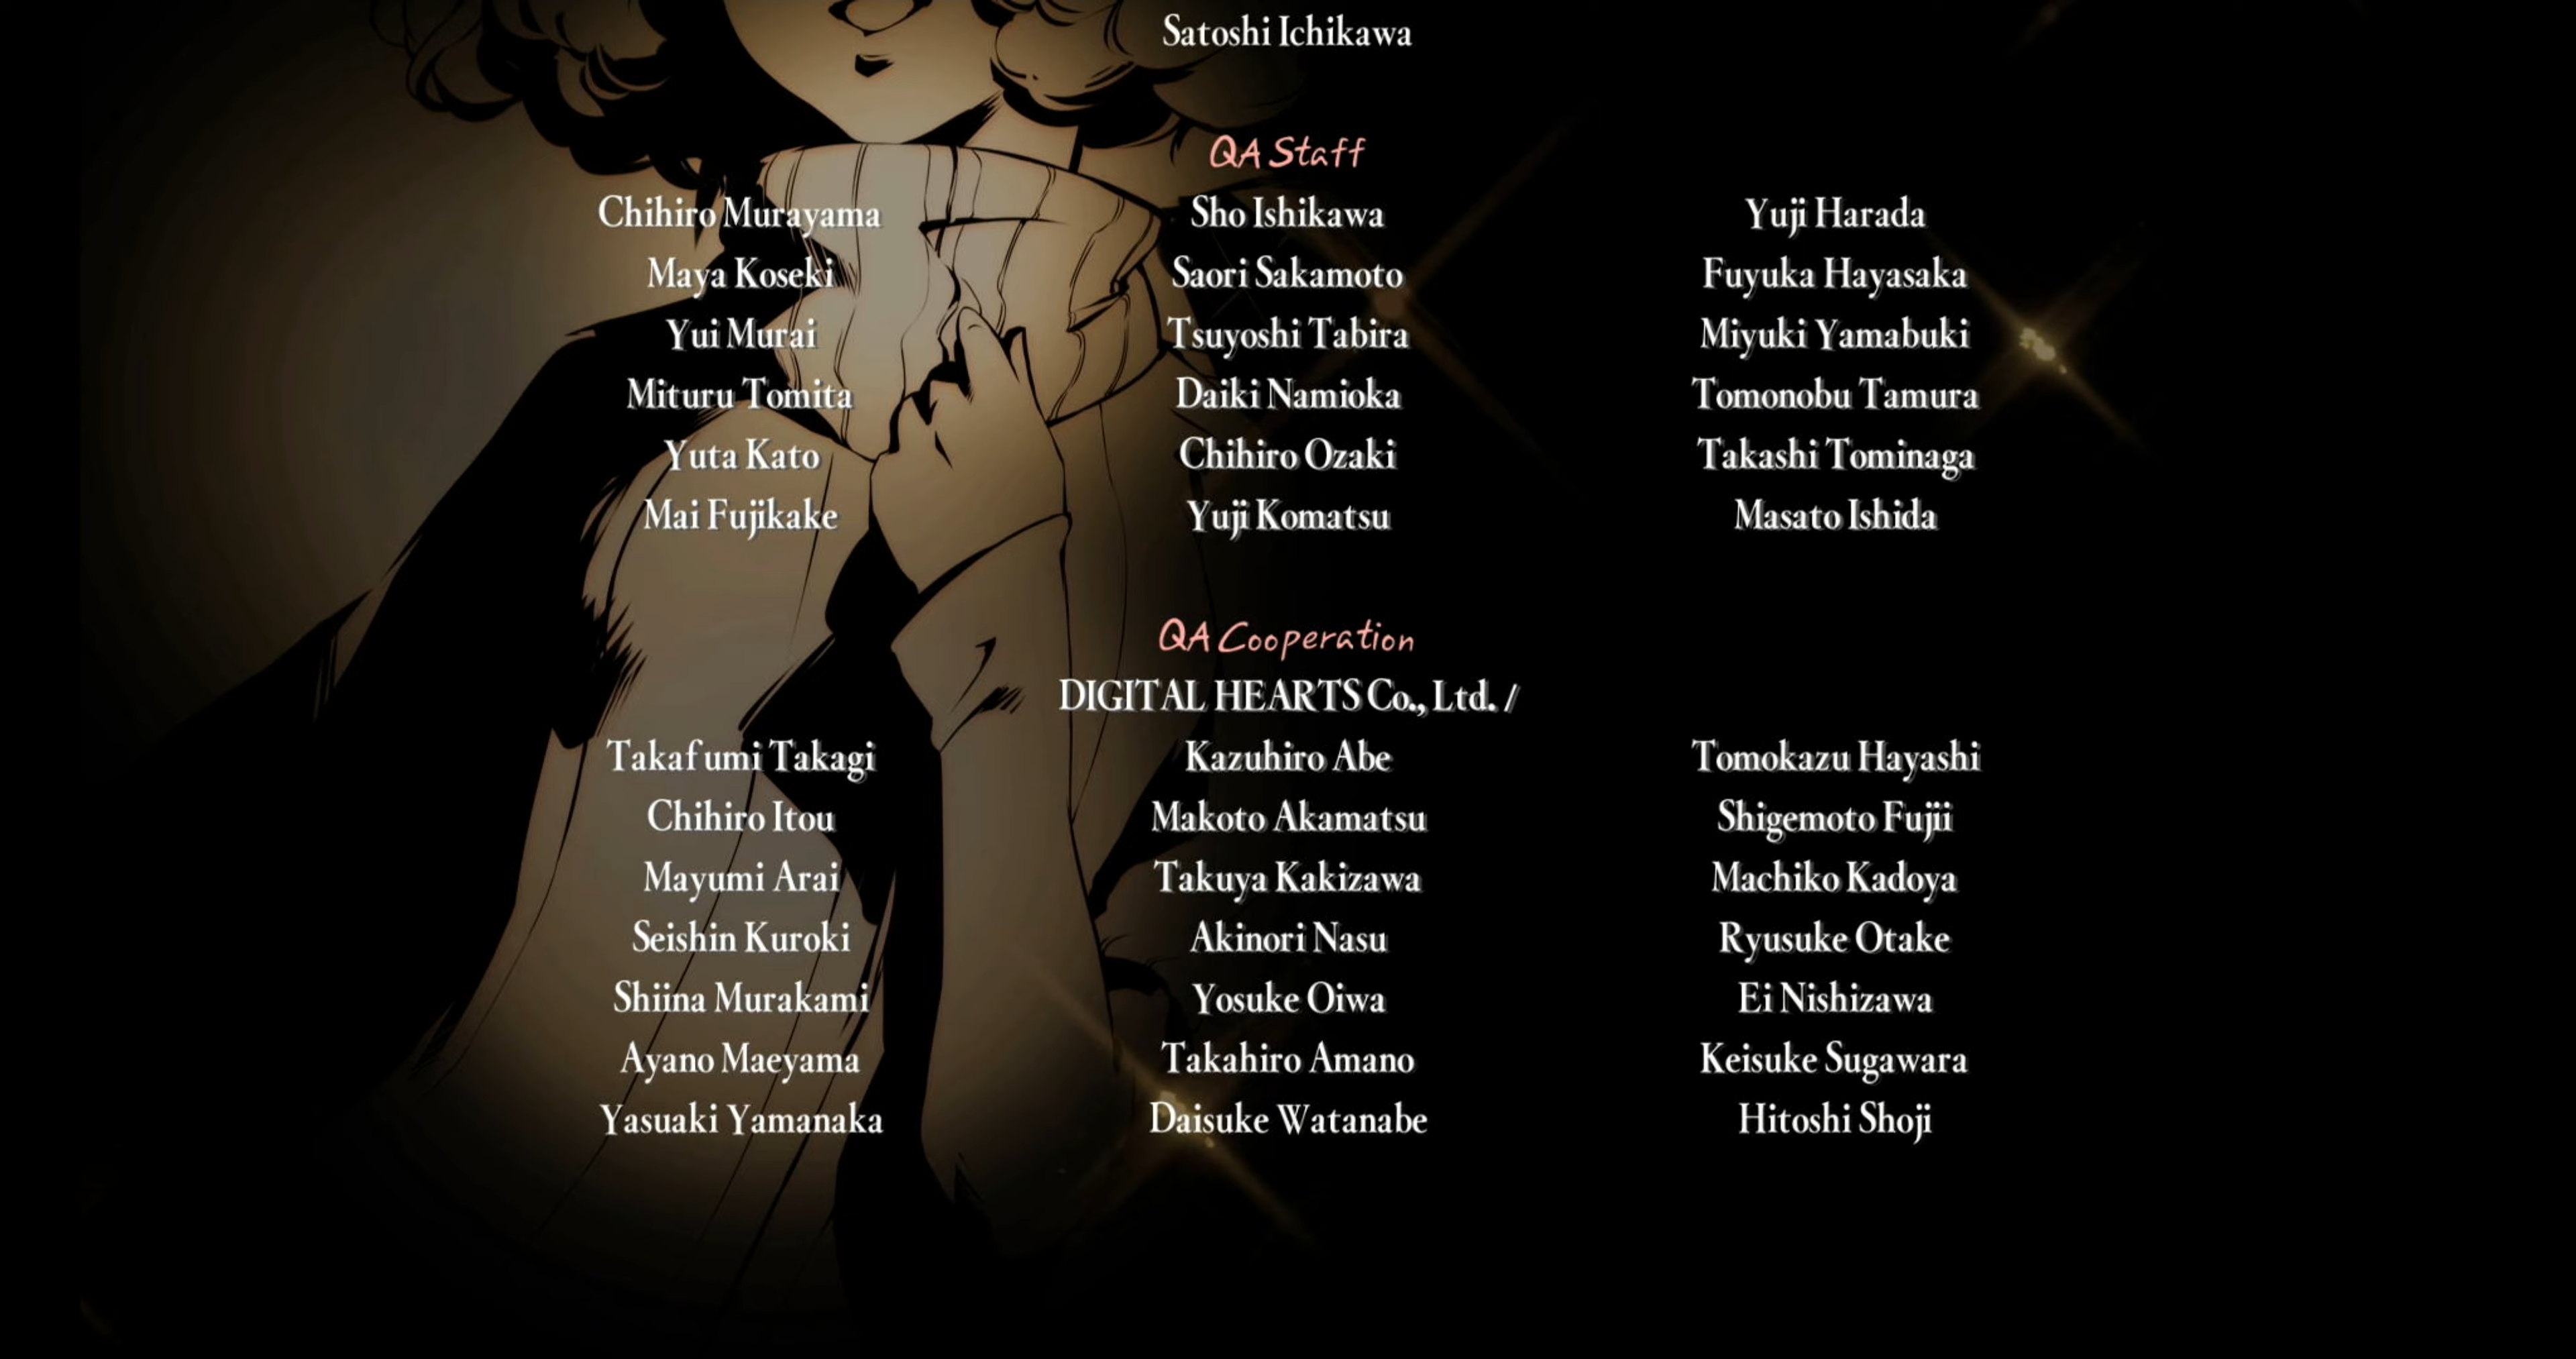 Satoshi Ichikawa
QA Staff
Chihiro Murayama Sho Ishikawa Yuji Harada
Maya Koseki Saori Sakamoto Fuyuka Hayasaka
Yui Murai Tsuyoshi Tabira Miyuki Yamabuki
Mituru Tomita Daiki Namioka Tomonobu Tamura
Yuta Kato Chihiro Ozaki Takashi Tominaga
Mai Fujikake Yuji Komatsu Masato Ishida
QA Cooperation
DIGITAL HEARTS Co., Ltd. /
Takafumi Takagi Kazuhiro Abe Tomokazu Hayashi
Chihiro Itou Makoto Akamatsu Shigemoto Fujii
Mayumi Arai Takuya Kakizawa Machiko Kadoya
Seishin Kuroki Akinori Nasu Ryusuke Otake
Shiina Murakami Yosuke Oiwa Ei Nishizawa
Ayano Maeyama Takahiro Amano Keisuke Sugawara
Yasuaki Yamanaka Daisuke Watanabe Hitoshi Shoji